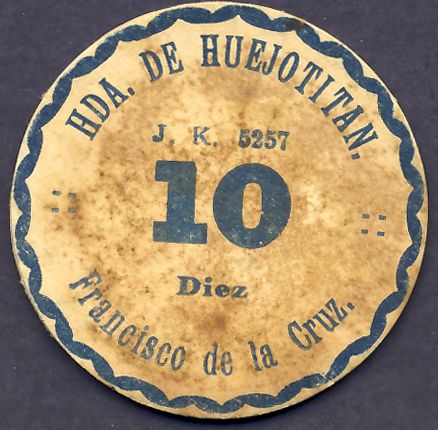 HDA. DE HUEJOTITAN.
J. K. 5257
10
Diez
Francisco de la Cruz.